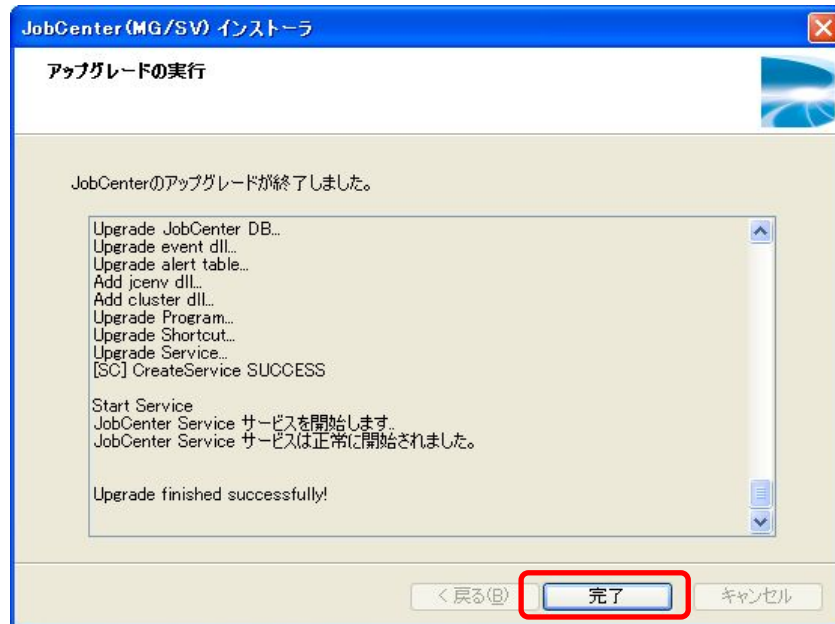 JobCenter(MG/SV) インストーラ
アップグレードの実行
JobCenterのアップグレードが終了しました。
Upgrade JobCenter DB...
Upgrade event dll...
Upgrade alert table...
Add jcenv dll...
Add cluster dll...
Upgrade Program...
Upgrade Shortcut...
Upgrade Service...
[SC] CreateService SUCCESS
Start Service
JobCenter Service サービスを開始します..
JobCenter Service サービスは正常に開始されました。
Upgrade finished successfully!
< 戻る(B)
完了
キャンセル